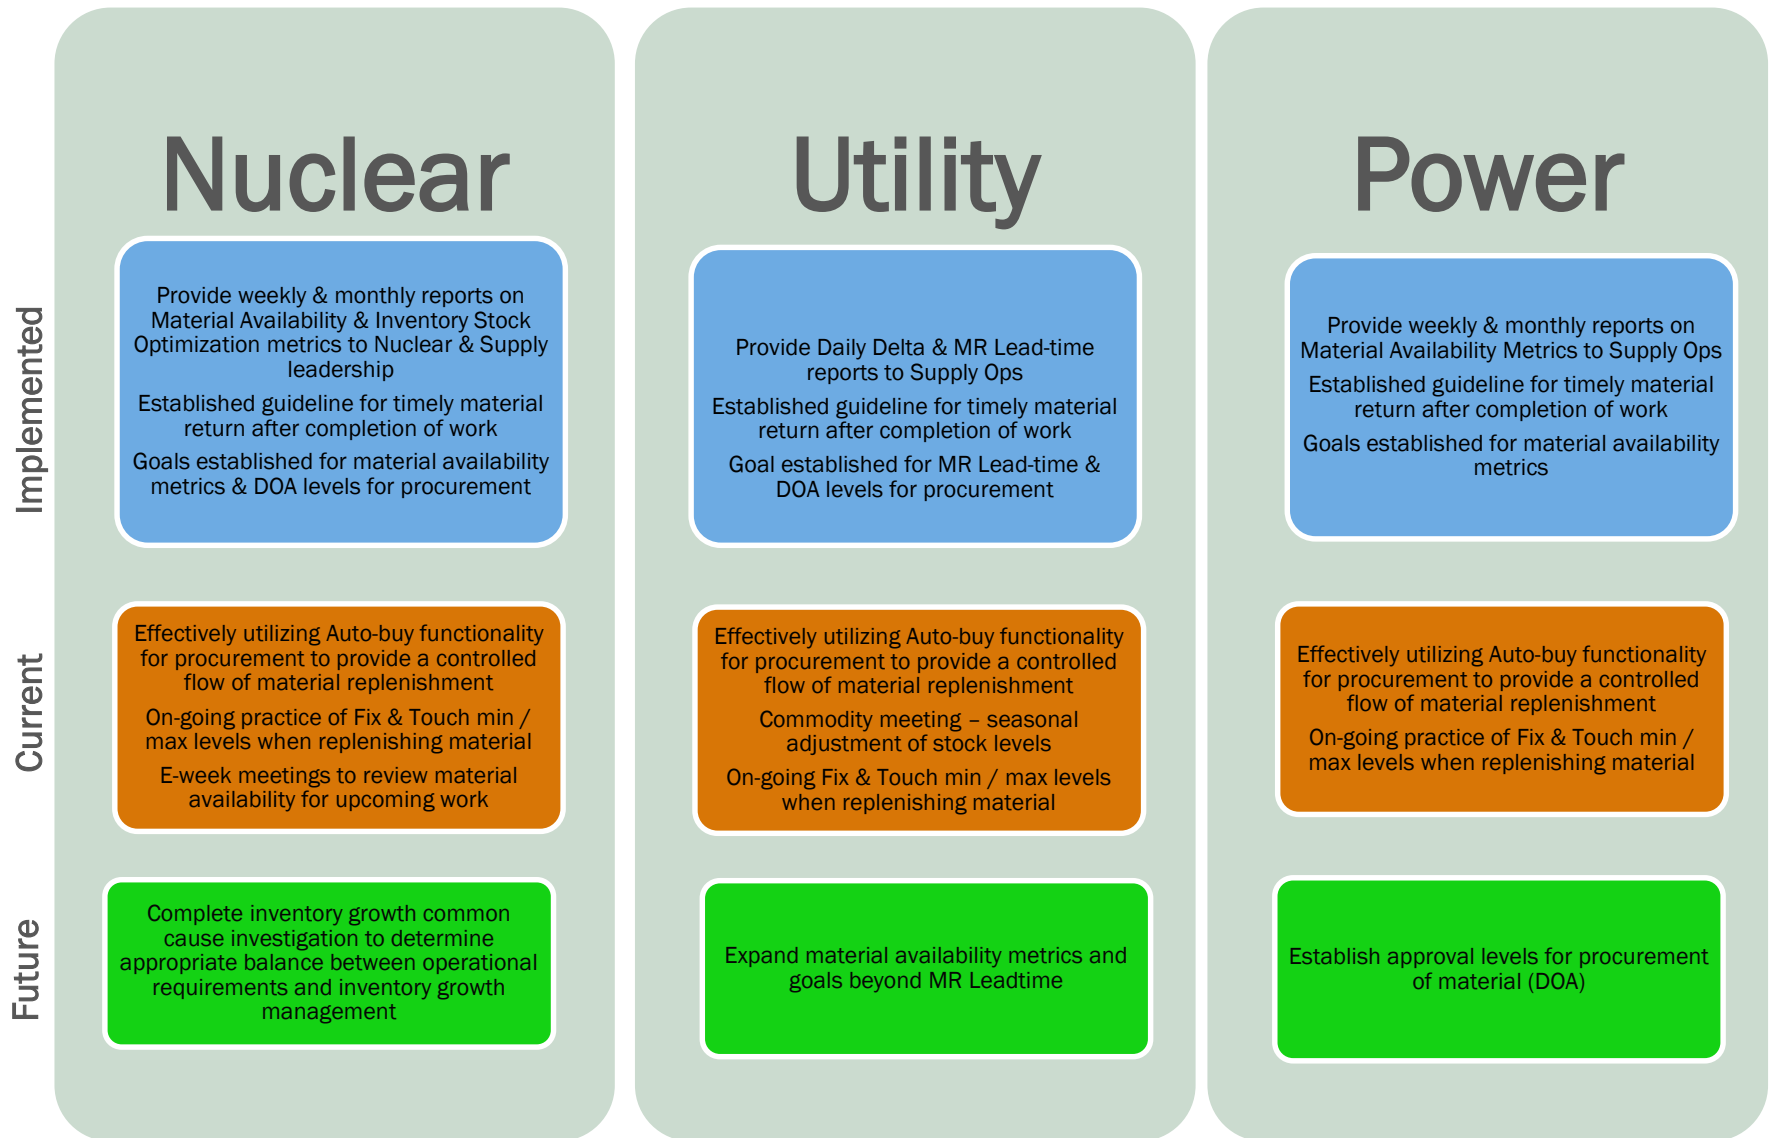 Nuclear
Utility
Power
Implemented
Provide weekly & monthly reports on
Material Availability & Inventory Stock
Optimization metrics to Nuclear & Supply
leadership
Established guideline for timely material
return after completion of work
Goals established for material availability
metrics & DOA levels for procurement
Provide Daily Delta & MR Lead-time
reports to Supply Ops
Established guideline for timely material
return after completion of work
Goal established for MR Lead-time &
DOA levels for procurement
Provide weekly & monthly reports on
Material Availability Metrics to Supply Ops
Established guideline for timely material
return after completion of work
Goals established for material availability
metrics
Current
Effectively utilizing Auto-buy functionality
for procurement to provide a controlled
flow of material replenishment
On-going practice of Fix & Touch min /
max levels when replenishing material
E-week meetings to review material
availability for upcoming work
Effectively utilizing Auto-buy functionality
for procurement to provide a controlled
flow of material replenishment
Commodity meeting – seasonal
adjustment of stock levels
On-going Fix & Touch min / max levels
when replenishing material
Effectively utilizing Auto-buy functionality
for procurement to provide a controlled
flow of material replenishment
On-going practice of Fix & Touch min /
max levels when replenishing material
Future
Complete inventory growth common
cause investigation to determine
appropriate balance between operational
requirements and inventory growth
management
Expand material availability metrics and
goals beyond MR Leadtime
Establish approval levels for procurement
of material (DOA)